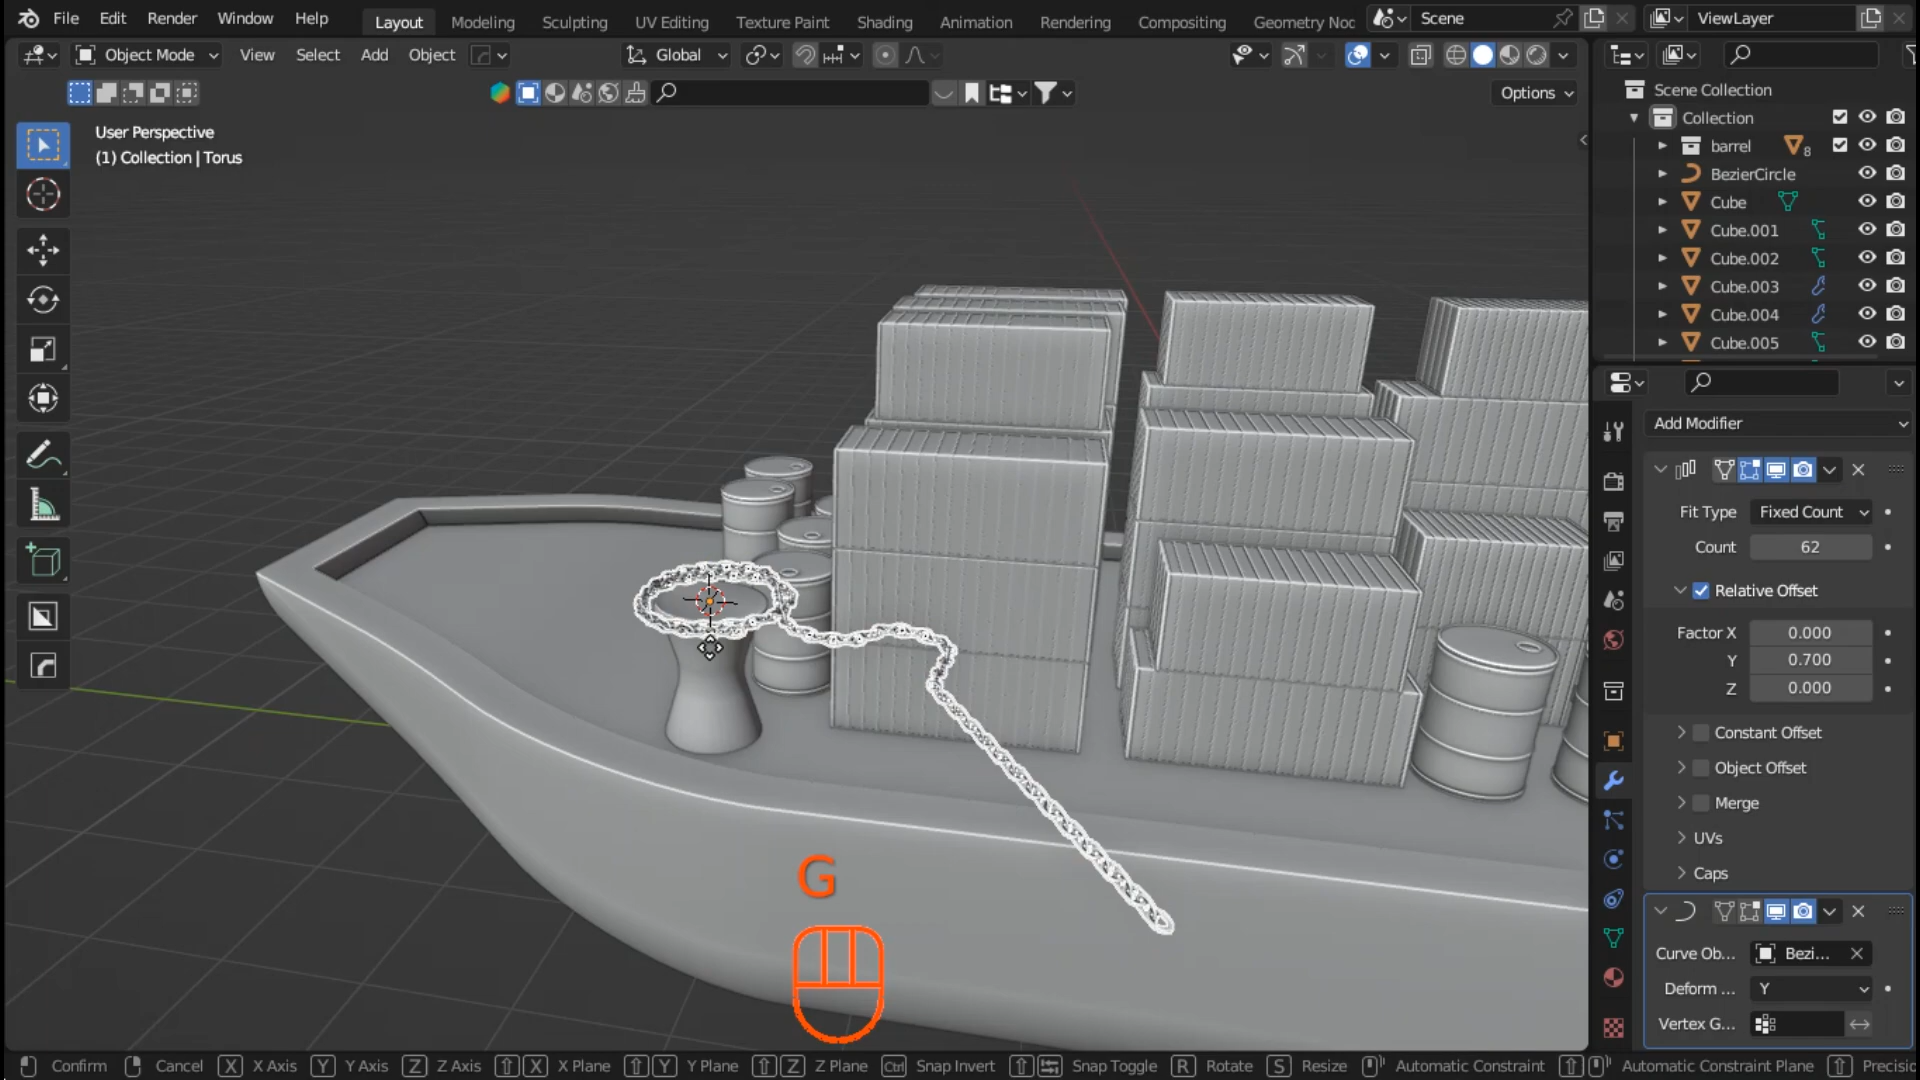 File Edit Render Window Help Layout Modeling Sculpting UV Editing Texture Paint Shading Animation Rendering Compositing Geometry Noc Scene ViewLayer
Object Mode View Select Add Object Global
Options
User Perspective
(1) Collection | Torus
Scene Collection
Collection
barrel 8
BezierCircle
Cube
Cube.001
Cube.002
Cube.003
Cube.004
Cube.005
Add Modifier
Fit Type Fixed Count
Count 62
Relative Offset
Factor X 0.000
Y 0.700
Z 0.000
Constant Offset
Object Offset
Merge
UVs
Caps
Curve Ob... Bezi...
Deform ... Y
Vertex G...
G
Confirm Cancel X X Axis Y Y Axis Z Z Axis X X Plane Y Y Plane Z Z Plane Ctrl Snap Invert Snap Toggle R Rotate S Resize Automatic Constraint Automatic Constraint Plane Precisio